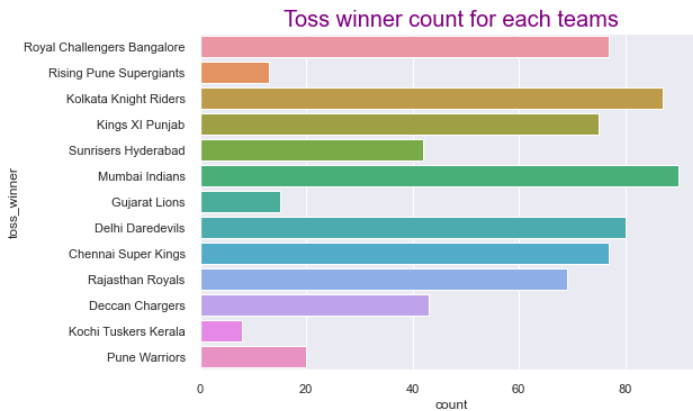 Toss winner count for each teams
Royal Challengers Bangalore
Rising Pune Supergiants
Kolkata Knight Riders
Kings XI Punjab
Sunrisers Hyderabad
Mumbai Indians
Gujarat Lions
Delhi Daredevils
Chennai Super Kings
Rajasthan Royals
Deccan Chargers
Kochi Tuskers Kerala
Pune Warriors
toss_winner
0 20 40 60 80
count